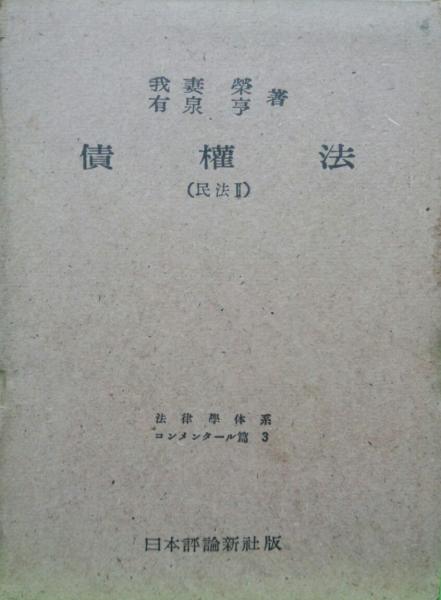 我妻榮
有泉亨 著
債權法
(民法Ⅱ)
法律學体系
コンメンタール篇 3
日本評論新社版